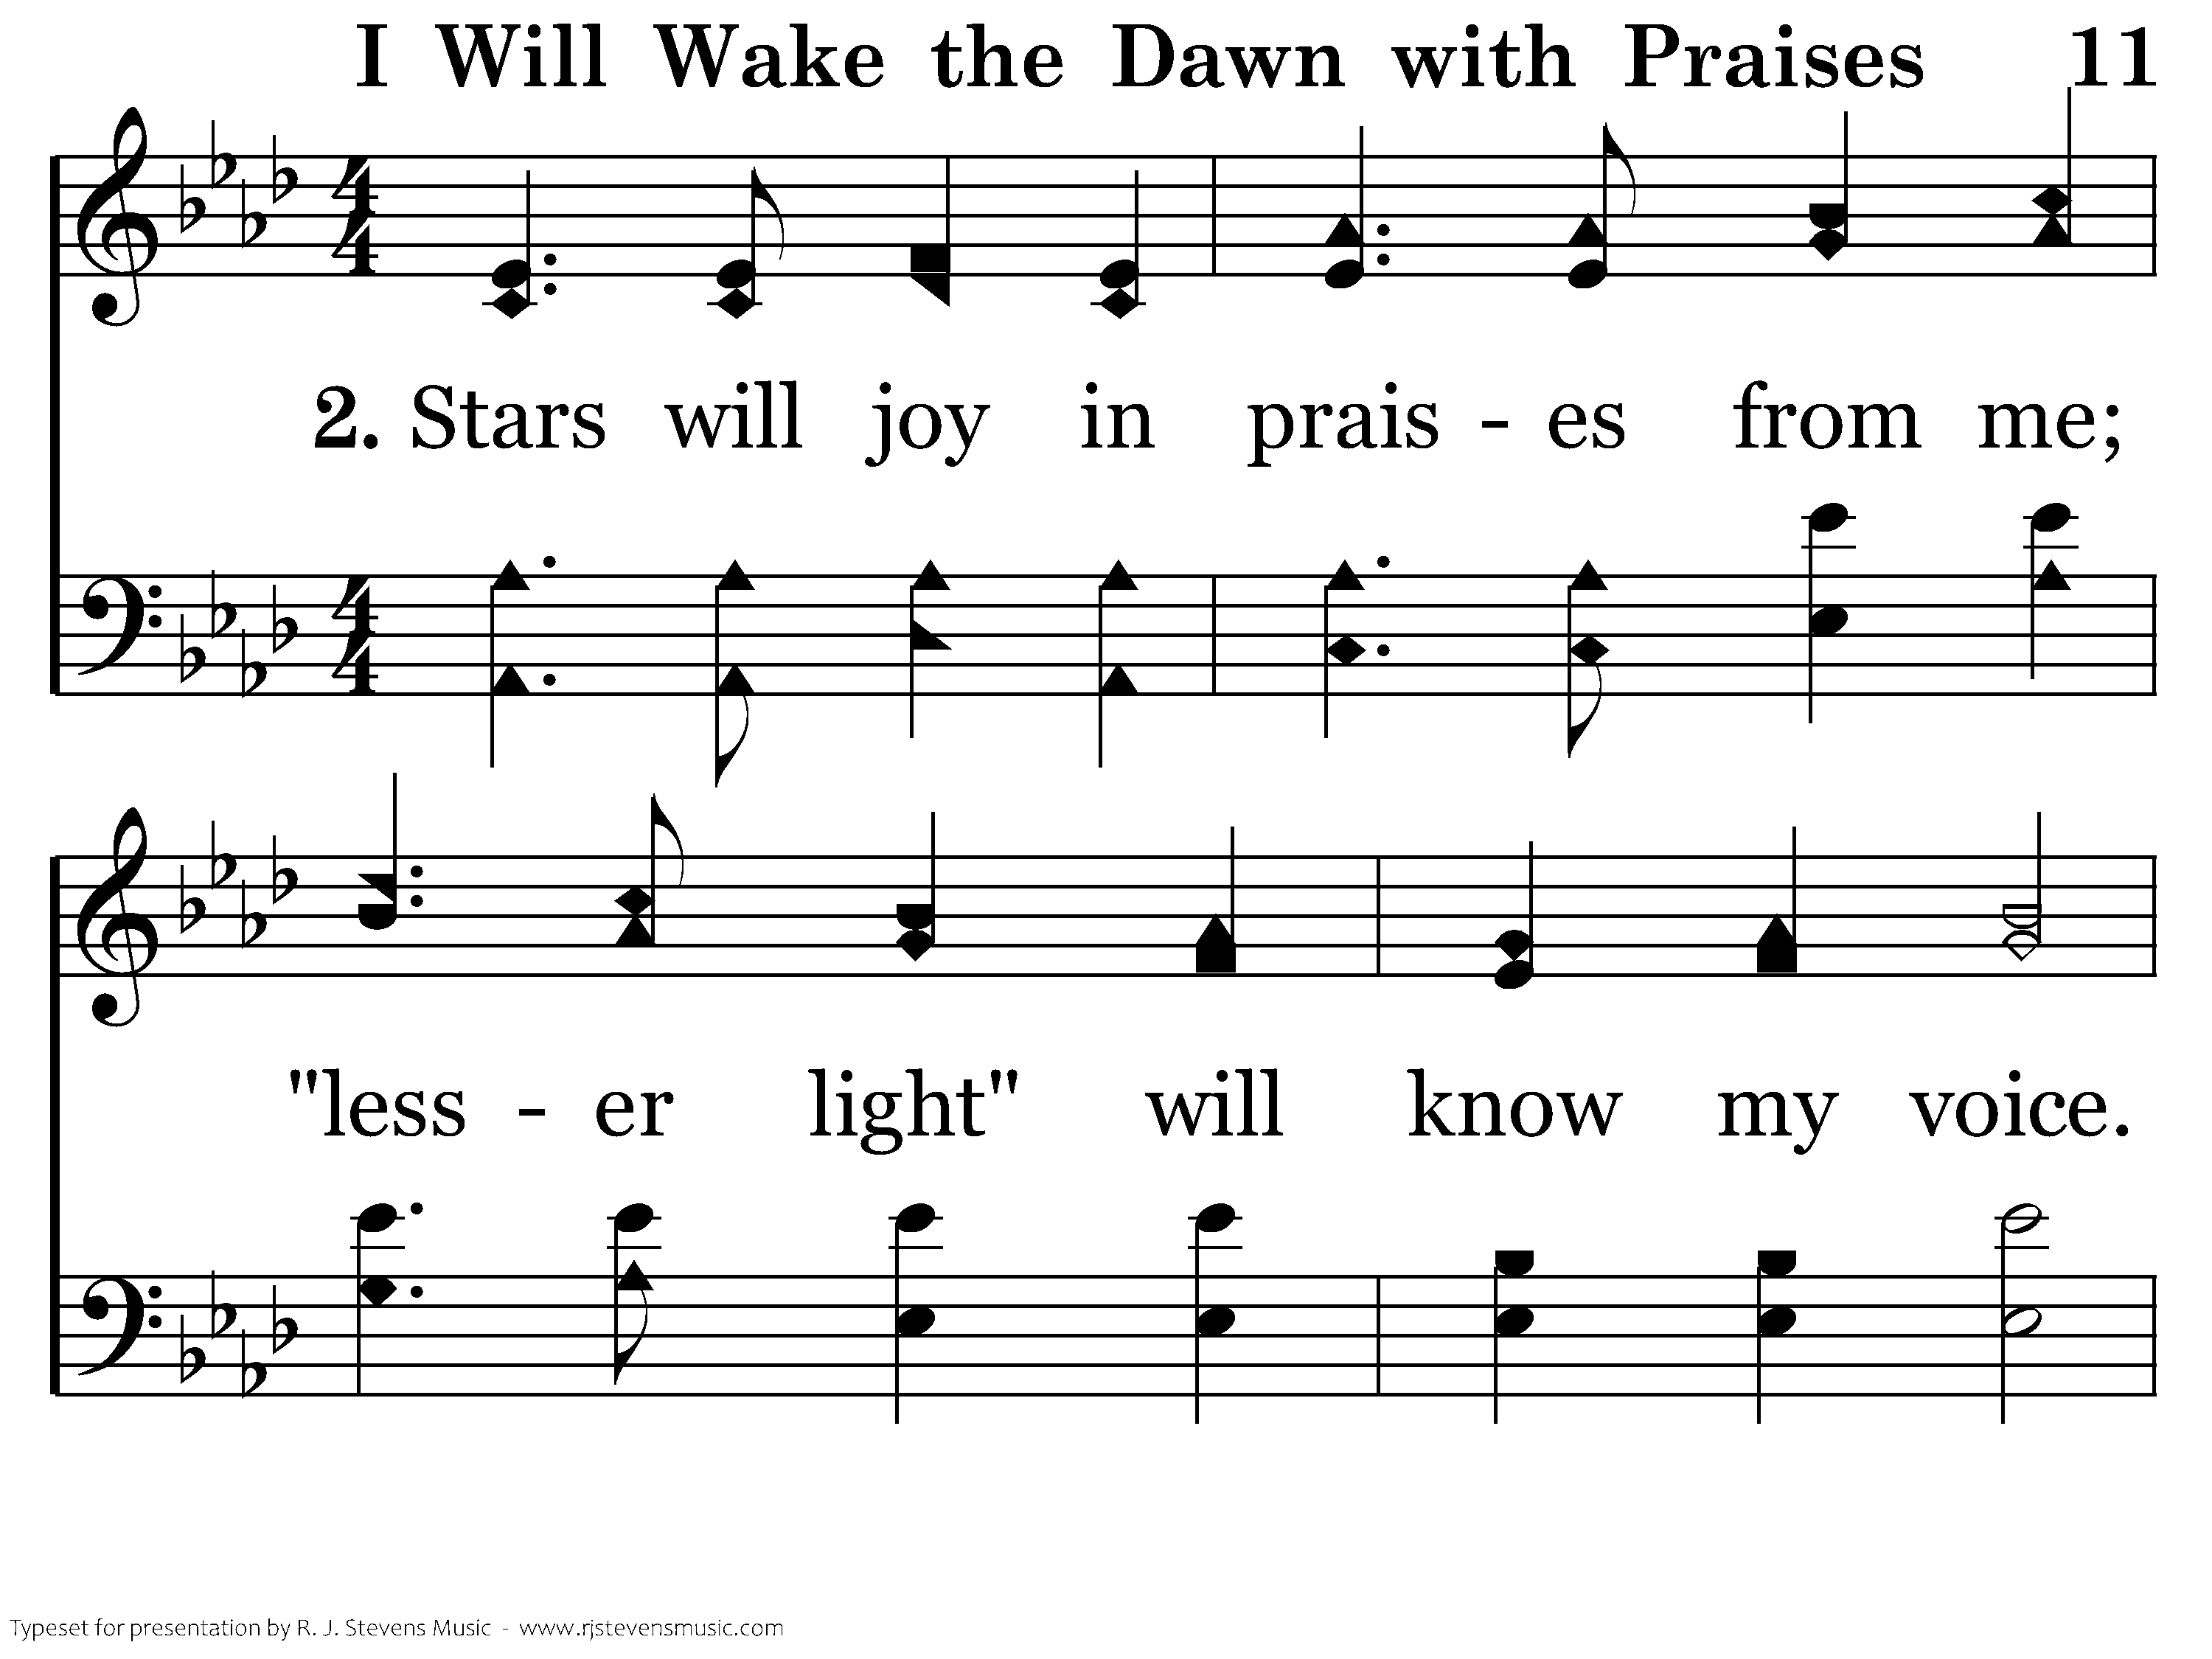 I Will Wake the Dawn with Praises 11
2. Stars will joy in prais - es from me;
"less - er light" will know my voice.
Typeset for presentation by R. J. Stevens Music - www.rjstevensmusic.com